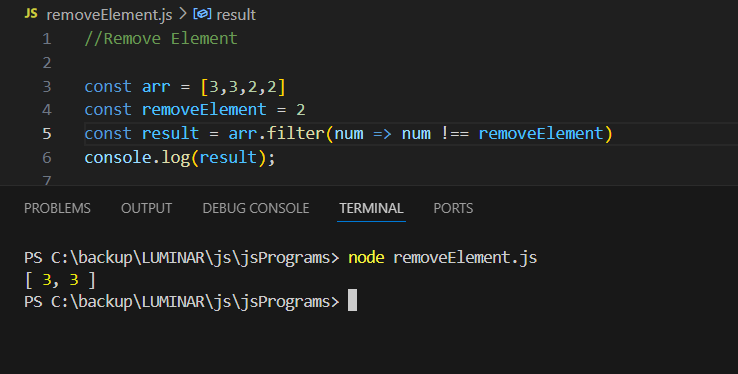 JS removeElement.js > result
1 //Remove Element
2
3 const arr = [3,3,2,2]
4 const removeElement = 2
5 const result = arr.filter(num => num !== removeElement)
6 console.log(result);
7
PROBLEMS OUTPUT DEBUG CONSOLE TERMINAL PORTS
PS C:\backup\LUMINAR\js\jsPrograms> node removeElement.js
[ 3, 3 ]
PS C:\backup\LUMINAR\js\jsPrograms>